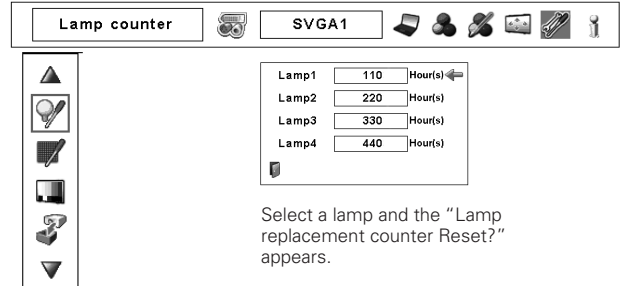 Lamp counter SVGA1
Lamp1 110 Hour(s)
Lamp2 220 Hour(s)
Lamp3 330 Hour(s)
Lamp4 440 Hour(s)
Select a lamp and the “Lamp
replacement counter Reset?”
appears.